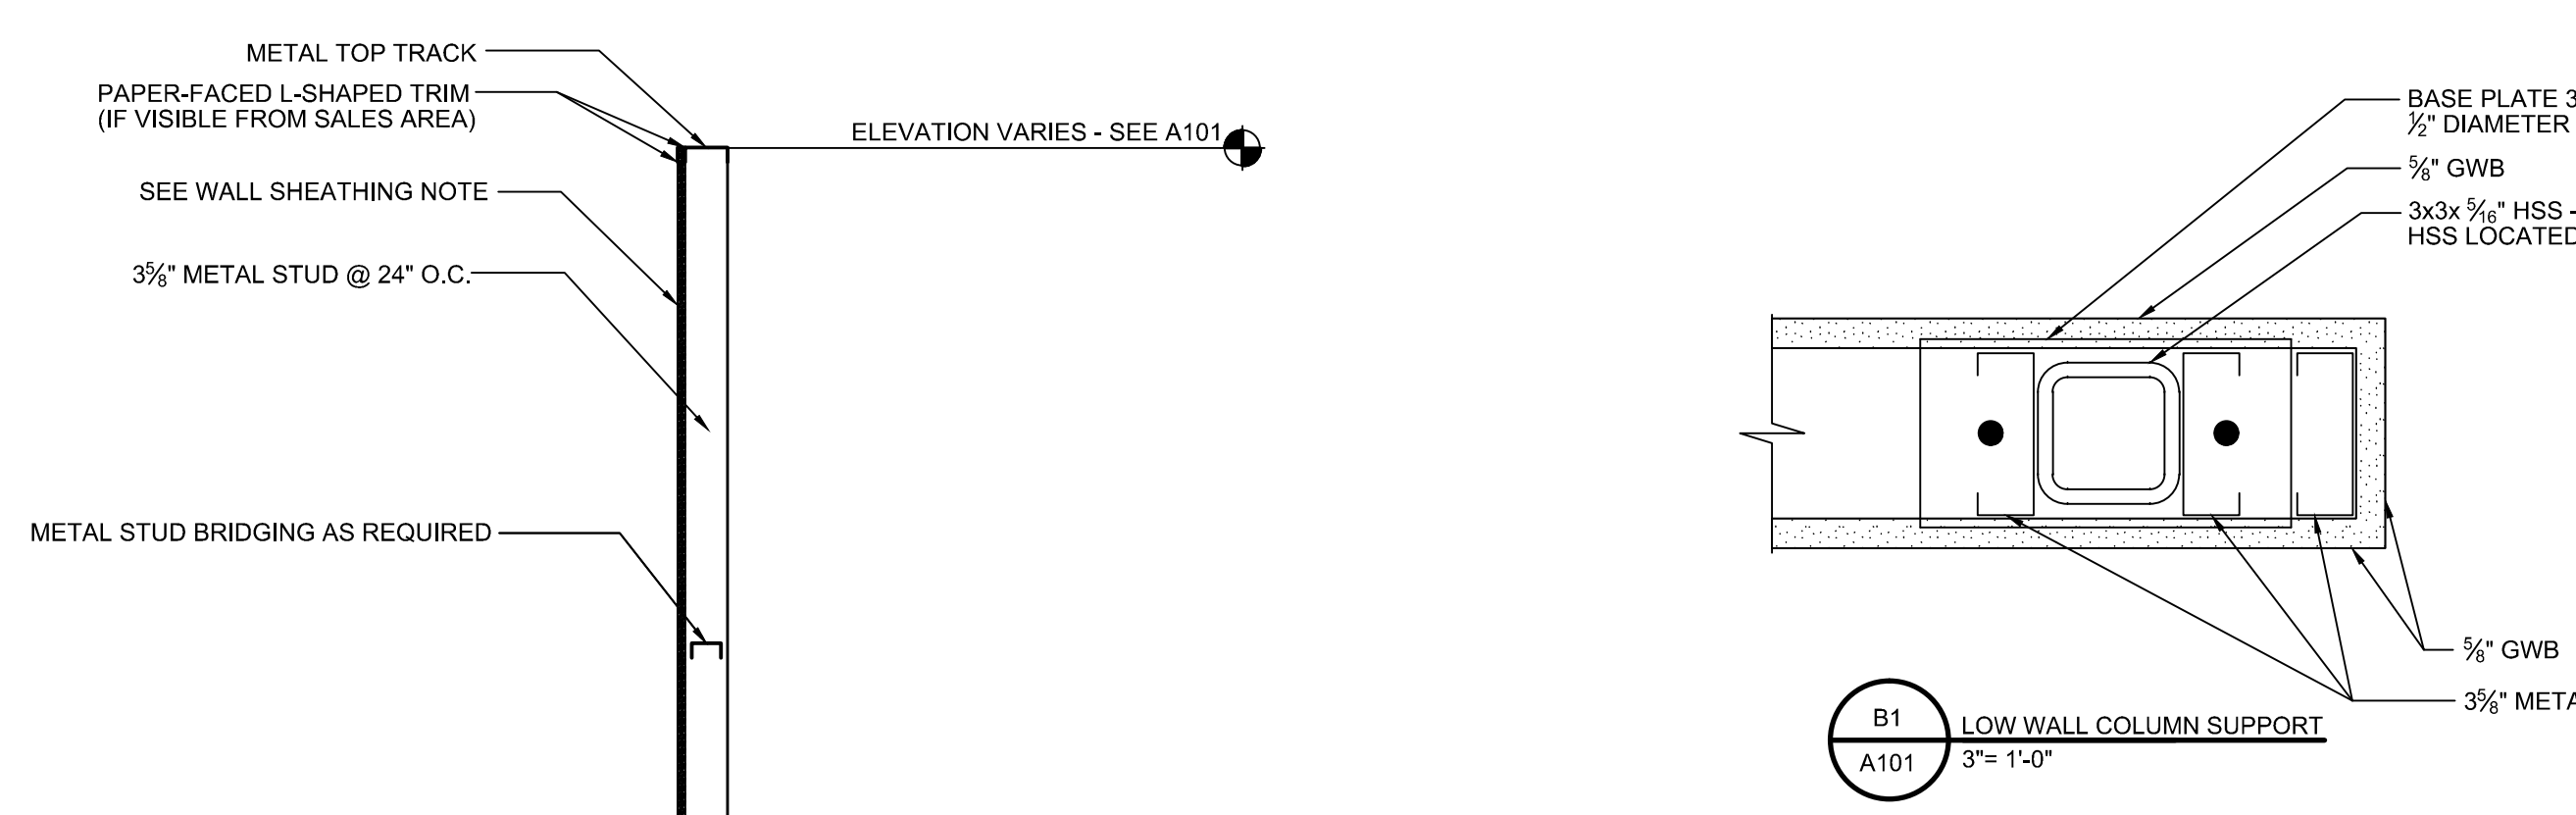 METAL TOP TRACK
PAPER-FACED L-SHAPED TRIM
(IF VISIBLE FROM SALES AREA)
ELEVATION VARIES - SEE A101
SEE WALL SHEATHING NOTE
3⅝" METAL STUD @ 24" O.C.
METAL STUD BRIDGING AS REQUIRED
BASE PLATE 3
½" DIAMETER
⅝" GWB
3x3x 5⁄16" HSS -
HSS LOCATED
⅝" GWB
3⅝" META
B1
A101
LOW WALL COLUMN SUPPORT
3"= 1'-0"